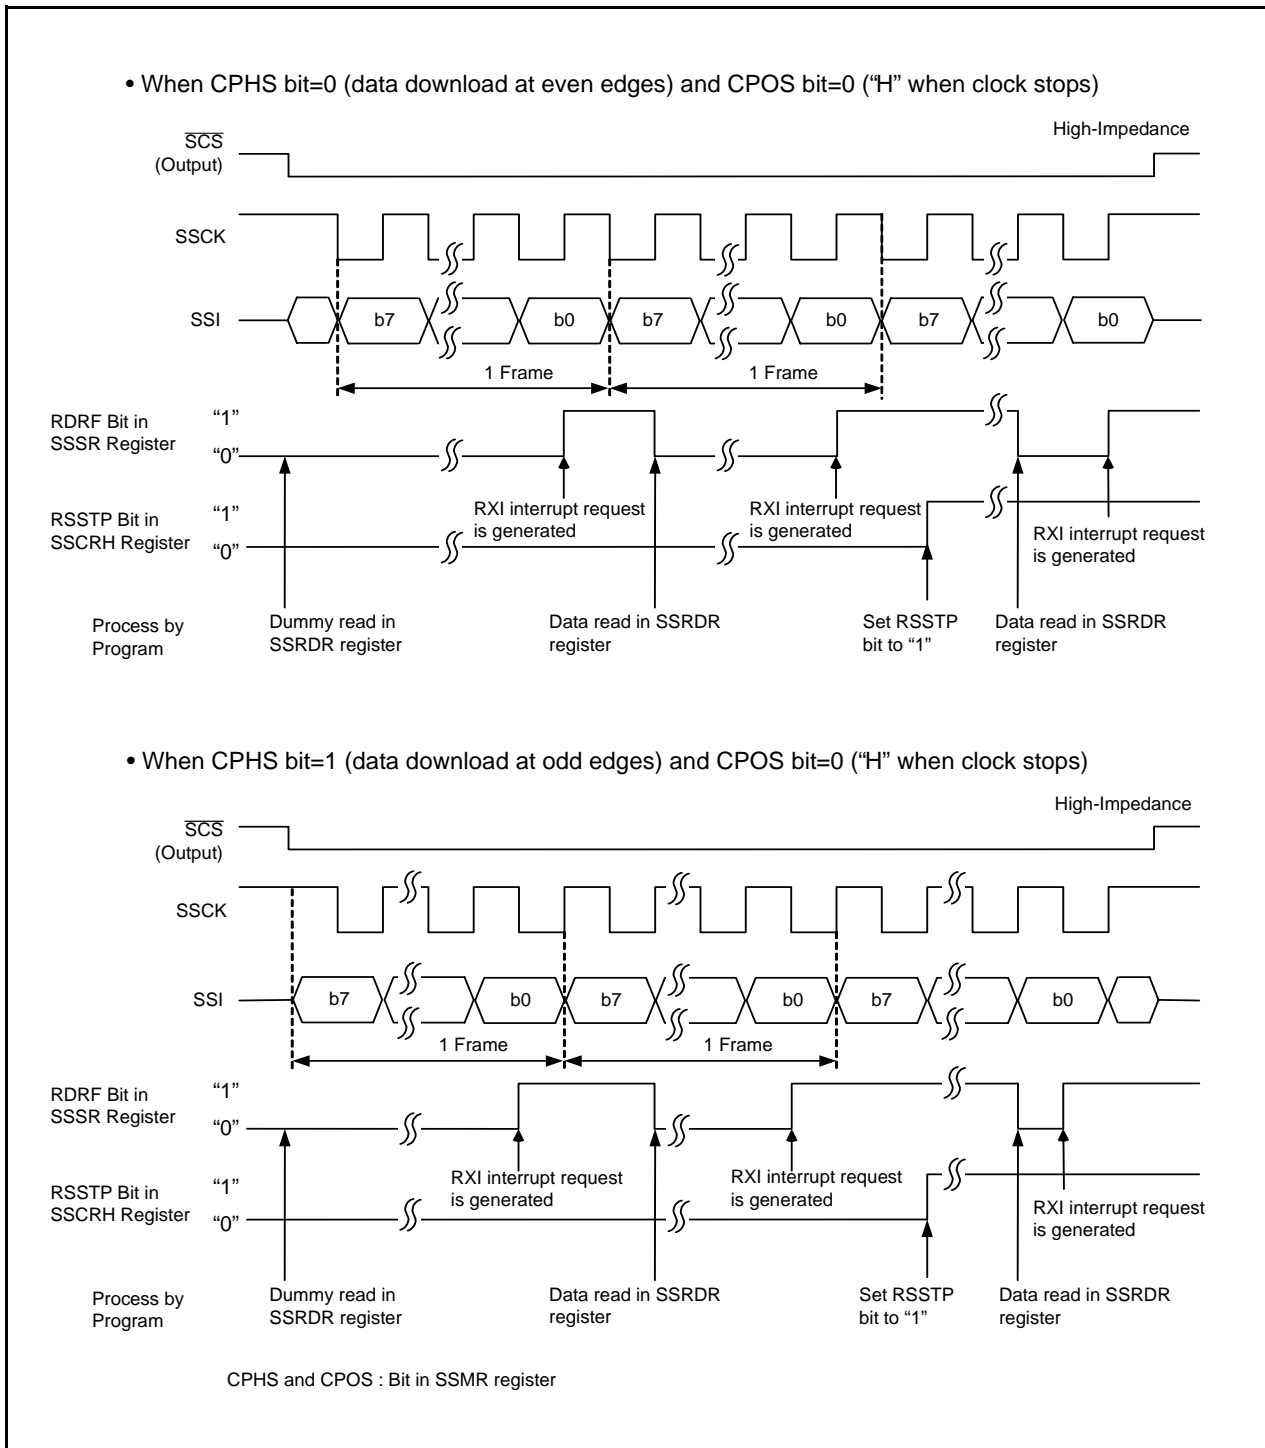 • When CPHS bit=0 (data download at even edges) and CPOS bit=0 (“H” when clock stops)
High-Impedance
SCS
(Output)
SSCK
SSI
b7
b0
b7
b0
b7
b0
1 Frame
1 Frame
RDRF Bit in
SSSR Register
“1”
“0”
RXI interrupt request
is generated
RXI interrupt request
is generated
RXI interrupt request
is generated
RSSTP Bit in
SSCRH Register
“1”
“0”
Process by
Program
Dummy read in
SSRDR register
Data read in SSRDR
register
Set RSSTP
bit to “1”
Data read in SSRDR
register
• When CPHS bit=1 (data download at odd edges) and CPOS bit=0 (“H” when clock stops)
High-Impedance
SCS
(Output)
SSCK
SSI
b7
b0
b7
b0
b7
b0
1 Frame
1 Frame
RDRF Bit in
SSSR Register
“1”
“0”
RXI interrupt request
is generated
RXI interrupt request
is generated
RXI interrupt request
is generated
RSSTP Bit in
SSCRH Register
“1”
“0”
Process by
Program
Dummy read in
SSRDR register
Data read in SSRDR
register
Set RSSTP
bit to “1”
Data read in SSRDR
register
CPHS and CPOS : Bit in SSMR register